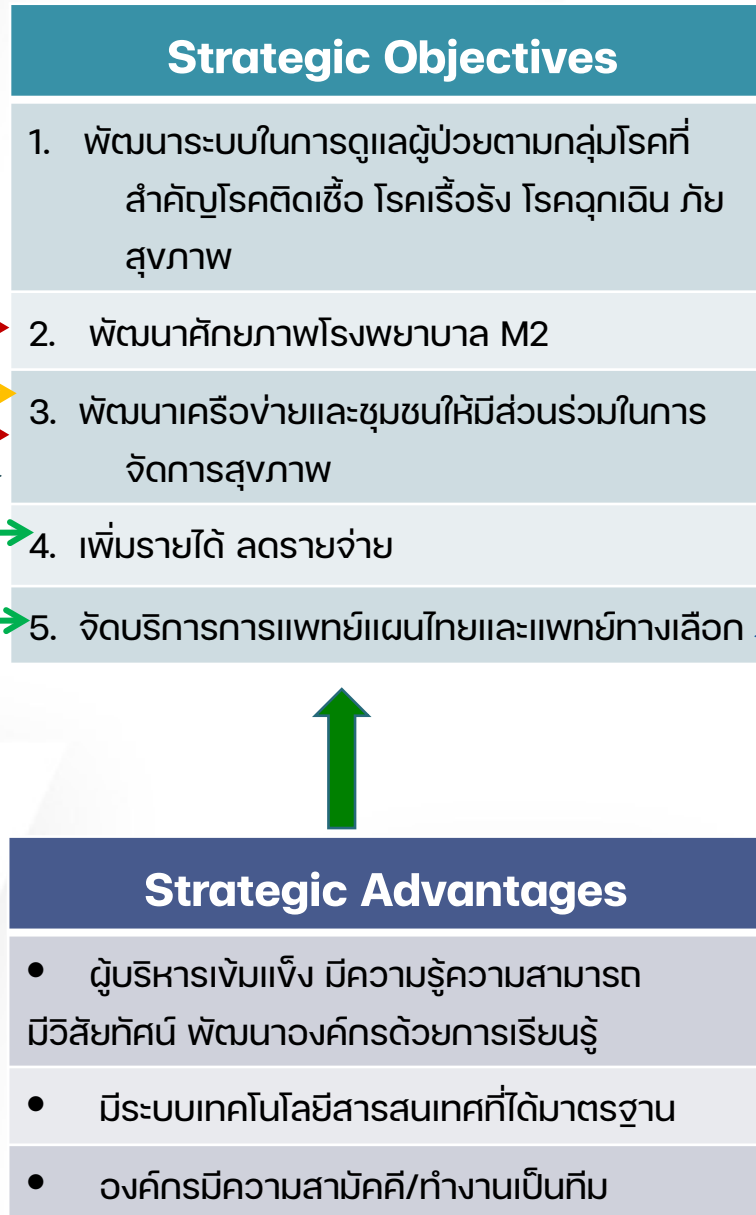 Strategic Objectives
1. พัฒนาระบบในการดูแลผู้ป่วยตามกลุ่มโรคที่
สำคัญโรคติดเชื้อ โรคเรื้อรัง โรคฉุกเฉิน ภัย
สุขภาพ
2. พัฒนาศักยภาพโรงพยาบาล M2
3. พัฒนาเครือข่ายและชุมชนให้มีส่วนร่วมในการ
จัดการสุขภาพ
4. เพิ่มรายได้ ลดรายจ่าย
5. จัดบริการการแพทย์แผนไทยและแพทย์ทางเลือก
Strategic Advantages
• ผู้บริหารเข้มแข็ง มีความรู้ความสามารถ
มีวิสัยทัศน์ พัฒนาองค์กรด้วยการเรียนรู้
• มีระบบเทคโนโลยีสารสนเทศที่ได้มาตรฐาน
• องค์กรมีความสามัคคี/ทำงานเป็นทีม